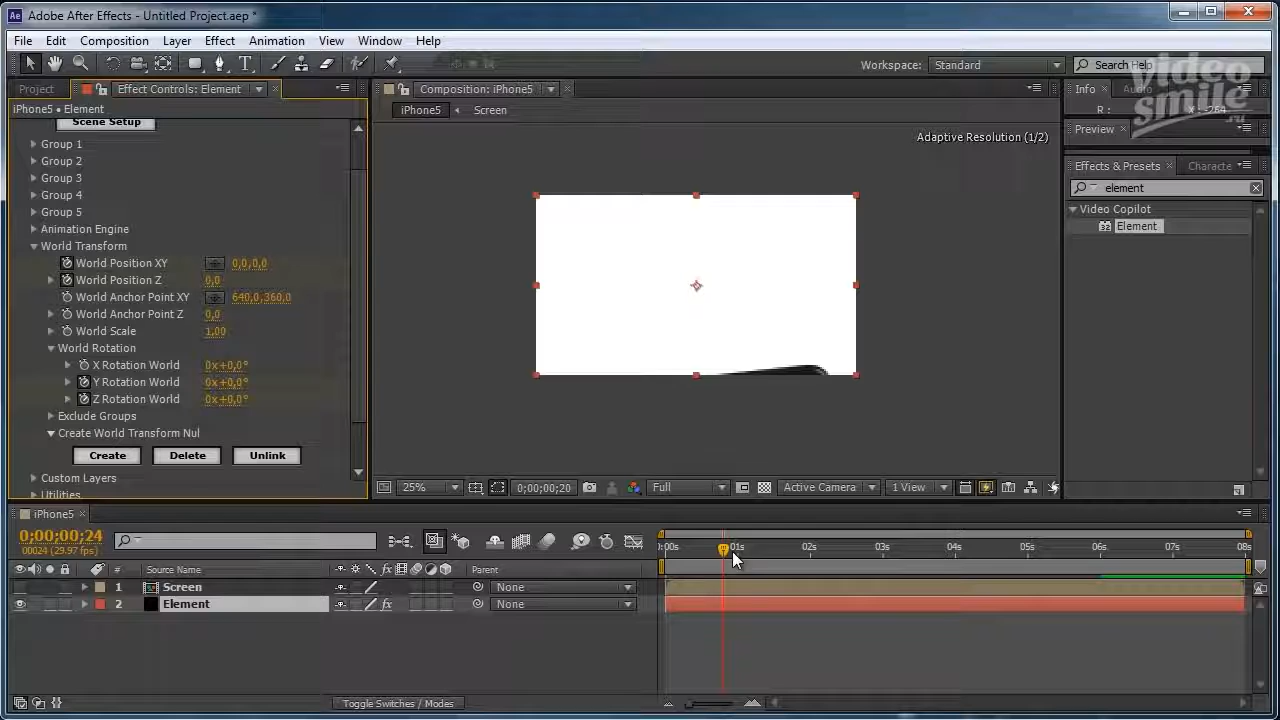 Adobe After Effects - Untitled Project.aep *
File Edit Composition Layer Effect Animation View Window Help
Workspace: Standard Search Help
video smile .ru
Project Effect Controls: Element Composition: iPhone5 Info Audio
iPhone5 • Element iPhone5 Screen
Scene Setup
Adaptive Resolution (1/2)
Preview
Effects & Presets Characte
element
Video Copilot
Element
Group 1
Group 2
Group 3
Group 4
Group 5
Animation Engine
World Transform
World Position XY 0,0,0,0
World Position Z 0,0
World Anchor Point XY 640,0,360,0
World Anchor Point Z 0,0
World Scale 1,00
World Rotation
X Rotation World 0x+0,0°
Y Rotation World 0x+0,0°
Z Rotation World 0x+0,0°
Exclude Groups
Create World Transform Nul
Create Delete Unlink
Custom Layers
Utilities
25% 0;00;00;20 Full Active Camera 1 View
iPhone5
0;00;00;24
00024 (29.97 fps)
:00s 01s 02s 03s 04s 05s 06s 07s 08s
# Source Name fx Parent
1 Screen None
2 Element fx None
Toggle Switches / Modes